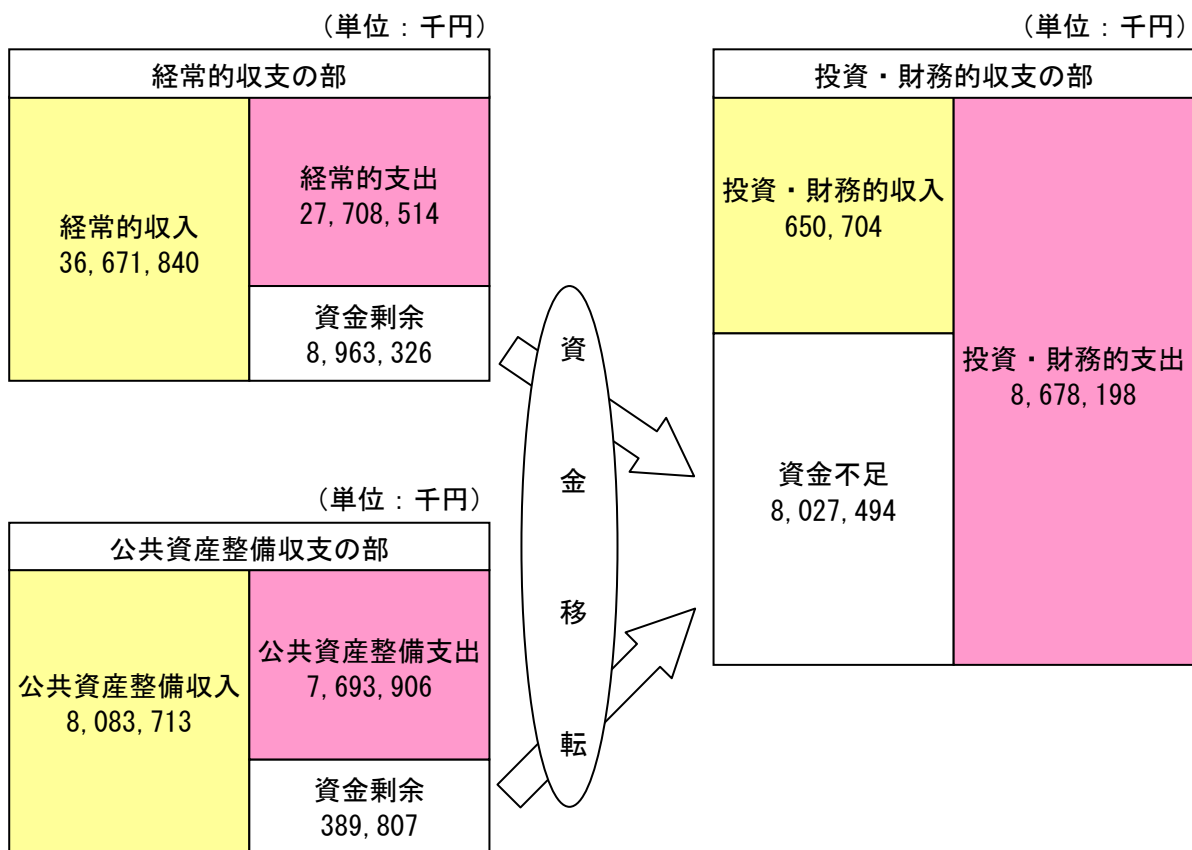 (単位:千円)
経常的収支の部
経常的収入
36,671,840
経常的支出
27,708,514
資金剰余
8,963,326
(単位:千円)
公共資産整備収支の部
公共資産整備収入
8,083,713
公共資産整備支出
7,693,906
資金剰余
389,807
資
金
移
転
(単位:千円)
投資・財務的収支の部
投資・財務的収入
650,704
資金不足
8,027,494
投資・財務的支出
8,678,198